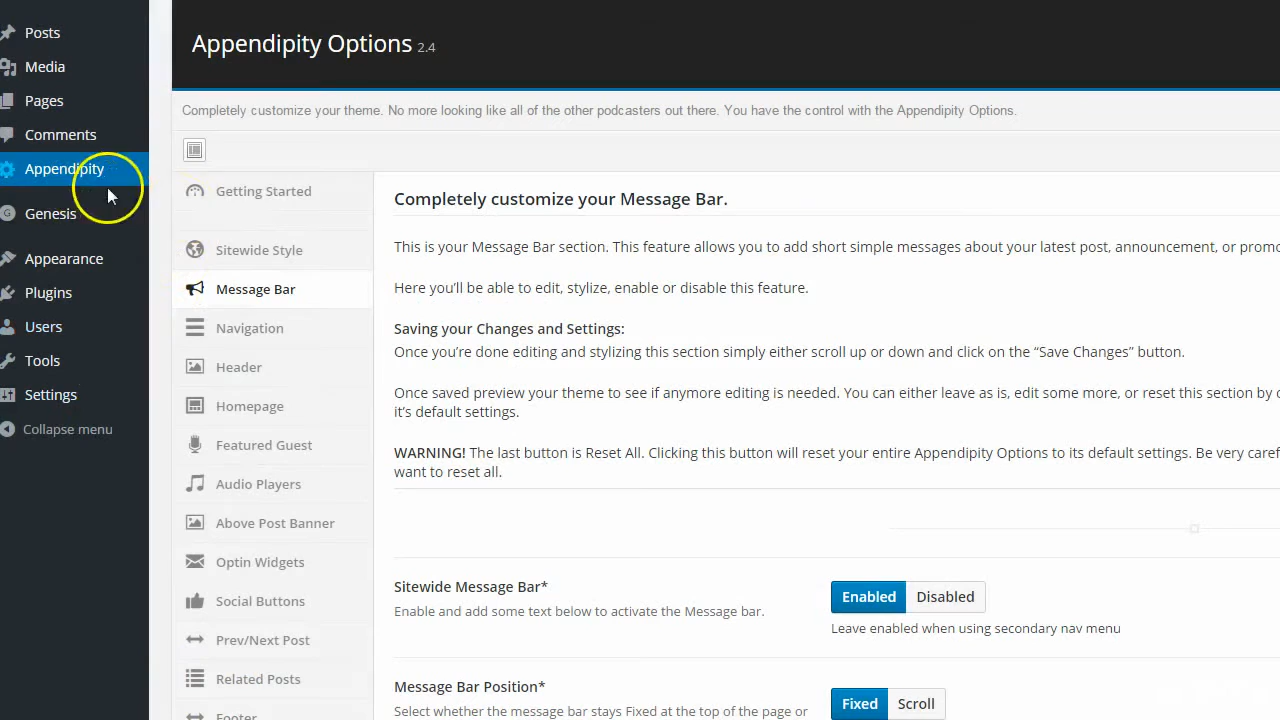 Posts
Media
Pages
Comments
Appendipity
Genesis
Appearance
Plugins
Users
Tools
Settings
Collapse menu
Appendipity Options 2.4
Completely customize your theme. No more looking like all of the other podcasters out there. You have the control with the Appendipity Options.
Getting Started
Sitewide Style
Message Bar
Navigation
Header
Homepage
Featured Guest
Audio Players
Above Post Banner
Optin Widgets
Social Buttons
Prev/Next Post
Related Posts
Footer
Completely customize your Message Bar.
This is your Message Bar section. This feature allows you to add short simple messages about your latest post, announcement, or promo
Here you'll be able to edit, stylize, enable or disable this feature.
Saving your Changes and Settings:
Once you're done editing and stylizing this section simply either scroll up or down and click on the “Save Changes” button.
Once saved preview your theme to see if anymore editing is needed. You can either leave as is, edit some more, or reset this section by c
it's default settings.
WARNING! The last button is Reset All. Clicking this button will reset your entire Appendipity Options to its default settings. Be very caref
want to reset all.
Sitewide Message Bar*
Enable and add some text below to activate the Message bar.
Enabled Disabled
Leave enabled when using secondary nav menu
Message Bar Position*
Select whether the message bar stays Fixed at the top of the page or
Fixed Scroll